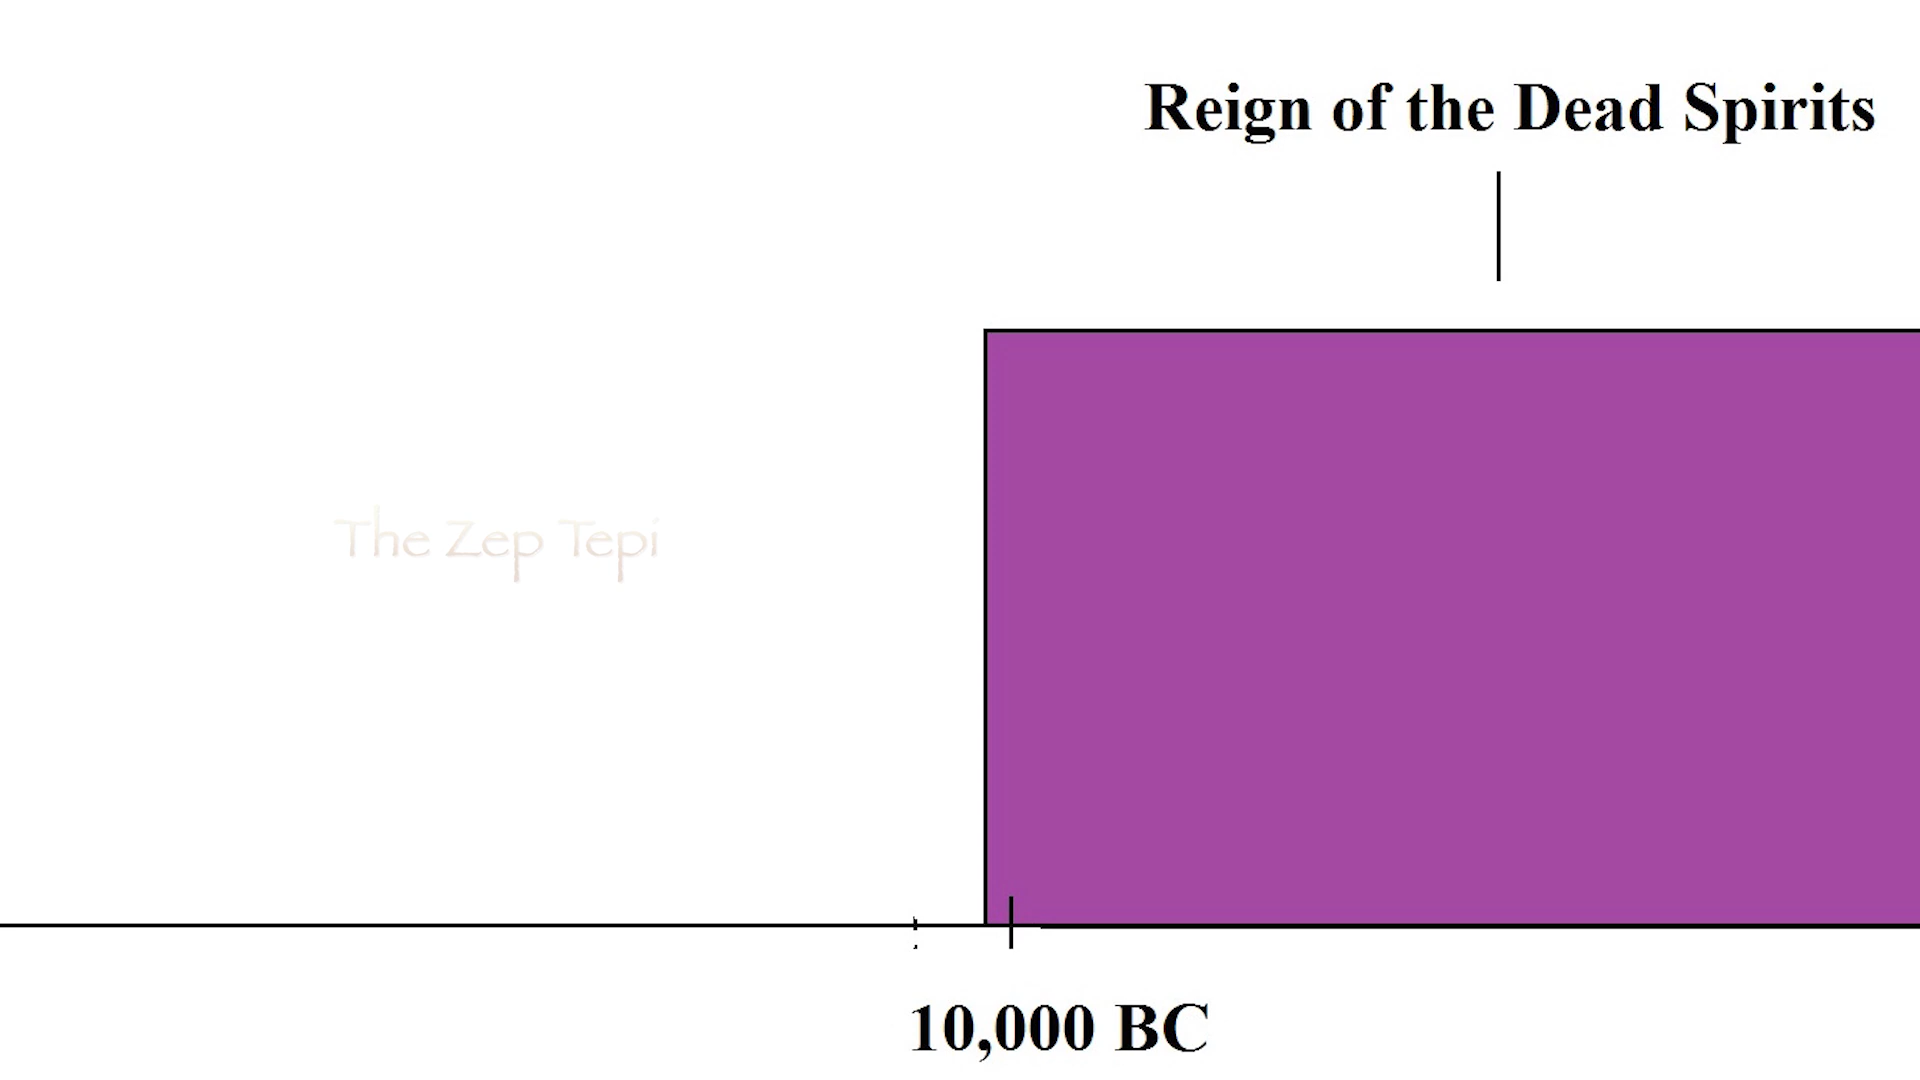 Reign of the Dead Spirits
The Zep Tepi
10,000 BC